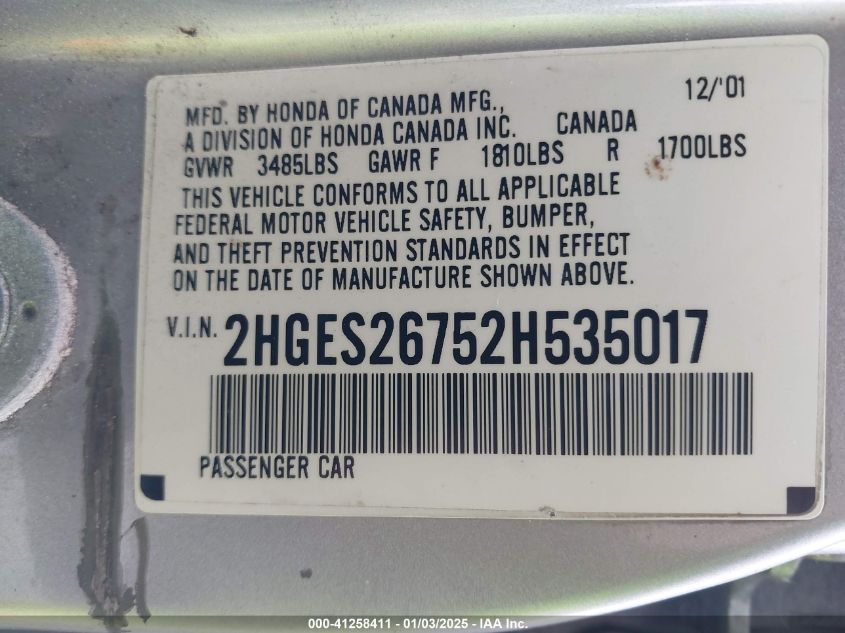 12/'01
MFD. BY HONDA OF CANADA MFG.,
A DIVISION OF HONDA CANADA INC. CANADA
GVWR 3485LBS GAWR F 1810LBS R 1700LBS
THIS VEHICLE CONFORMS TO ALL APPLICABLE
FEDERAL MOTOR VEHICLE SAFETY, BUMPER,
AND THEFT PREVENTION STANDARDS IN EFFECT
ON THE DATE OF MANUFACTURE SHOWN ABOVE.
V.I.N. 2HGES26752H535017
PASSENGER CAR
000-41258411 - 01/03/2025 - IAA Inc.